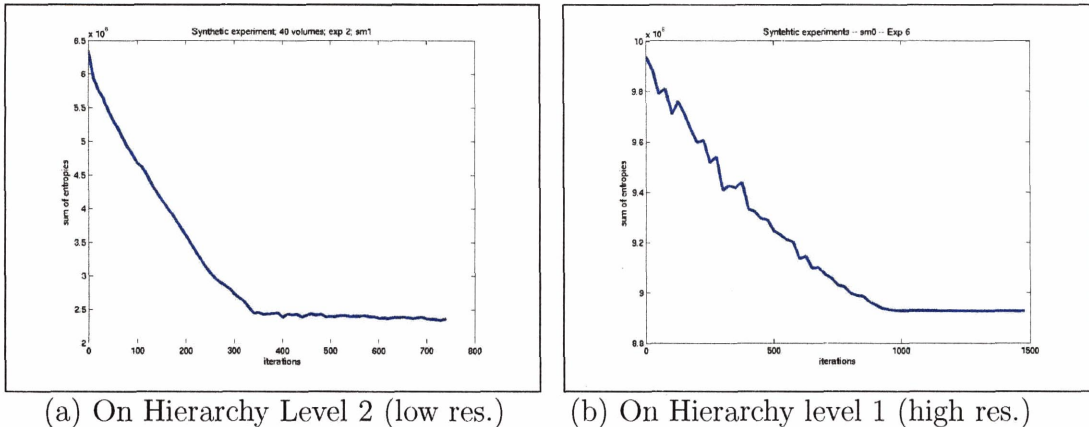 x 10^6
Synthetic experiment; 40 volumes; exp 2; sm1
6.5
6
5.5
5
4.5
4
3.5
3
2.5
2
sum of entropies
0 100 200 300 400 500 600 700 800
iterations
(a) On Hierarchy Level 2 (low res.)
Syntehtic experiments -- sm0 -- Exp 6
10
9.8
9.6
9.4
9.2
9
8.8
sum of entropies
0 500 1000 1500
iterations
(b) On Hierarchy level 1 (high res.)